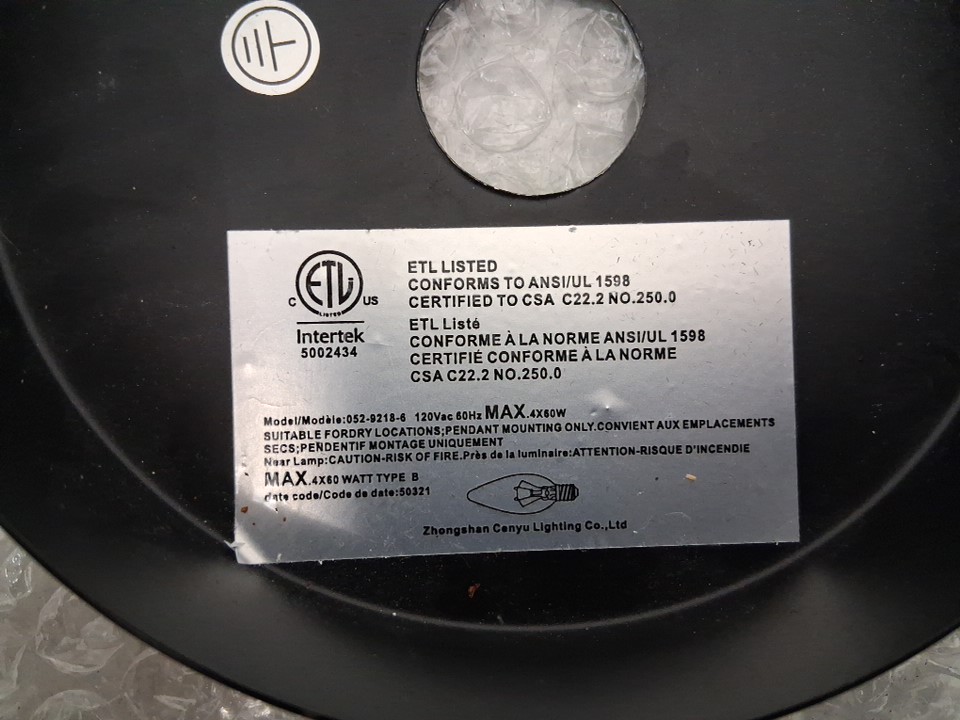 ETL LISTED
CONFORMS TO ANSI/UL 1598
CERTIFIED TO CSA C22.2 NO.250.0
C ETL US
LISTED
Intertek
5002434
ETL Listé
CONFORME À LA NORME ANSI/UL 1598
CERTIFIÉ CONFORME À LA NORME
CSA C22.2 NO.250.0
Model/Modèle:052-9218-6 120Vac 60Hz MAX.4X60W
SUITABLE FORDRY LOCATIONS;PENDANT MOUNTING ONLY.CONVIENT AUX EMPLACEMENTS
SECS;PENDENTIF MONTAGE UNIQUEMENT
Near Lamp:CAUTION-RISK OF FIRE.Près de la luminaire:ATTENTION-RISQUE D'INCENDIE
MAX.4X60 WATT TYPE B
date code/Code de date:50321
Zhongshan Cenyu Lighting Co.,Ltd